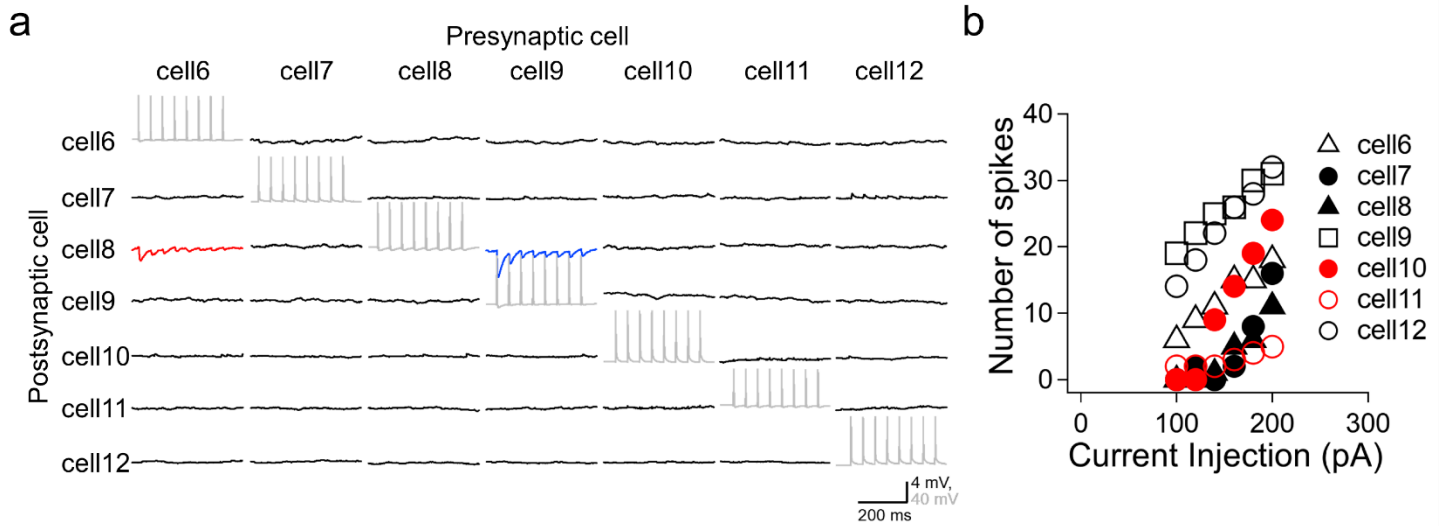 a
Presynaptic cell
cell6 cell7 cell8 cell9 cell10 cell11 cell12
Postsynaptic cell
cell6
cell7
cell8
cell9
cell10
cell11
cell12
4 mV,
40 mV
200 ms
b
Number of spikes
40
30
20
10
0
0 100 200 300
Current Injection (pA)
cell6
cell7
cell8
cell9
cell10
cell11
cell12